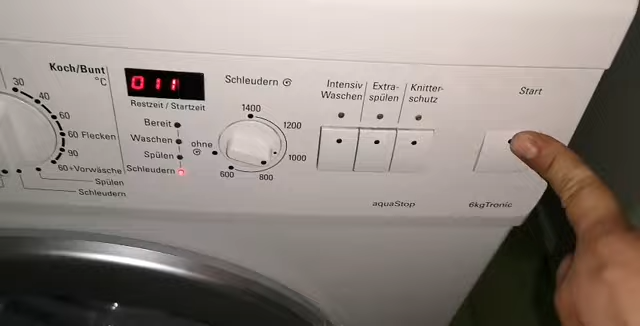 Koch/Bunt
°C
30
40
60
60 Flecken
90
60+Vorwäsche
Spülen
Schleudern
011
Restzeit / Startzeit
Bereit
Waschen
Spülen
Schleudern
Schleudern
1400
1200
1000
800
600
ohne
Intensiv
Waschen
Extra-
spülen
Knitter-
schutz
aquaStop
Start
6kgTronic